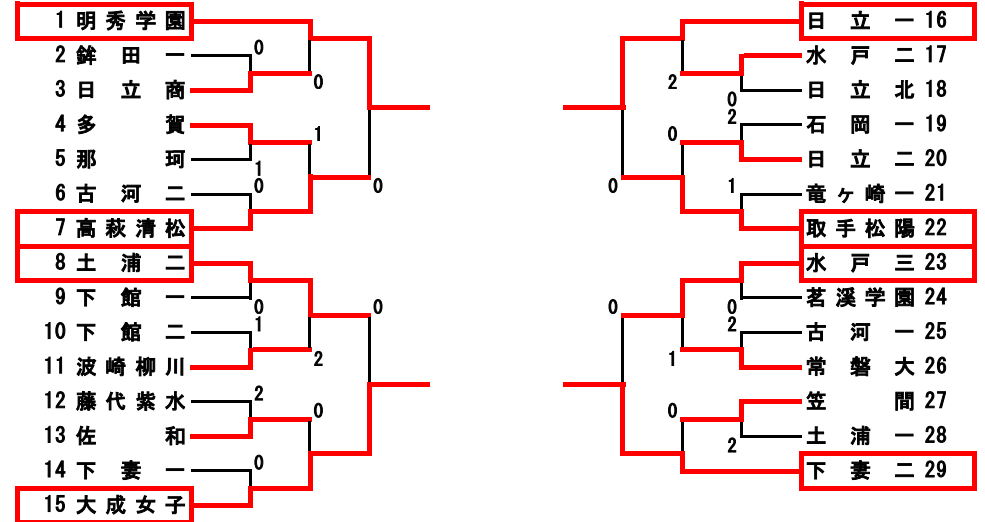 1 明秀学園
2 鉾田一
0
3 日立商
0
4 多賀
1
5 那珂
1
6 古河二
0
0
7 高萩清松
8 土浦二
9 下館一
0
0
10 下館二
1
11 波崎柳川
2
12 藤代紫水
2
13 佐和
0
14 下妻一
0
15 大成女子
日立一 16
水戸二 17
2
日立北 18
0
石岡一 19
2
0
日立二 20
竜ヶ崎一 21
1
0
取手松陽 22
水戸三 23
茗溪学園 24
0
0
古河一 25
2
常磐大 26
1
笠間 27
0
土浦一 28
2
下妻二 29